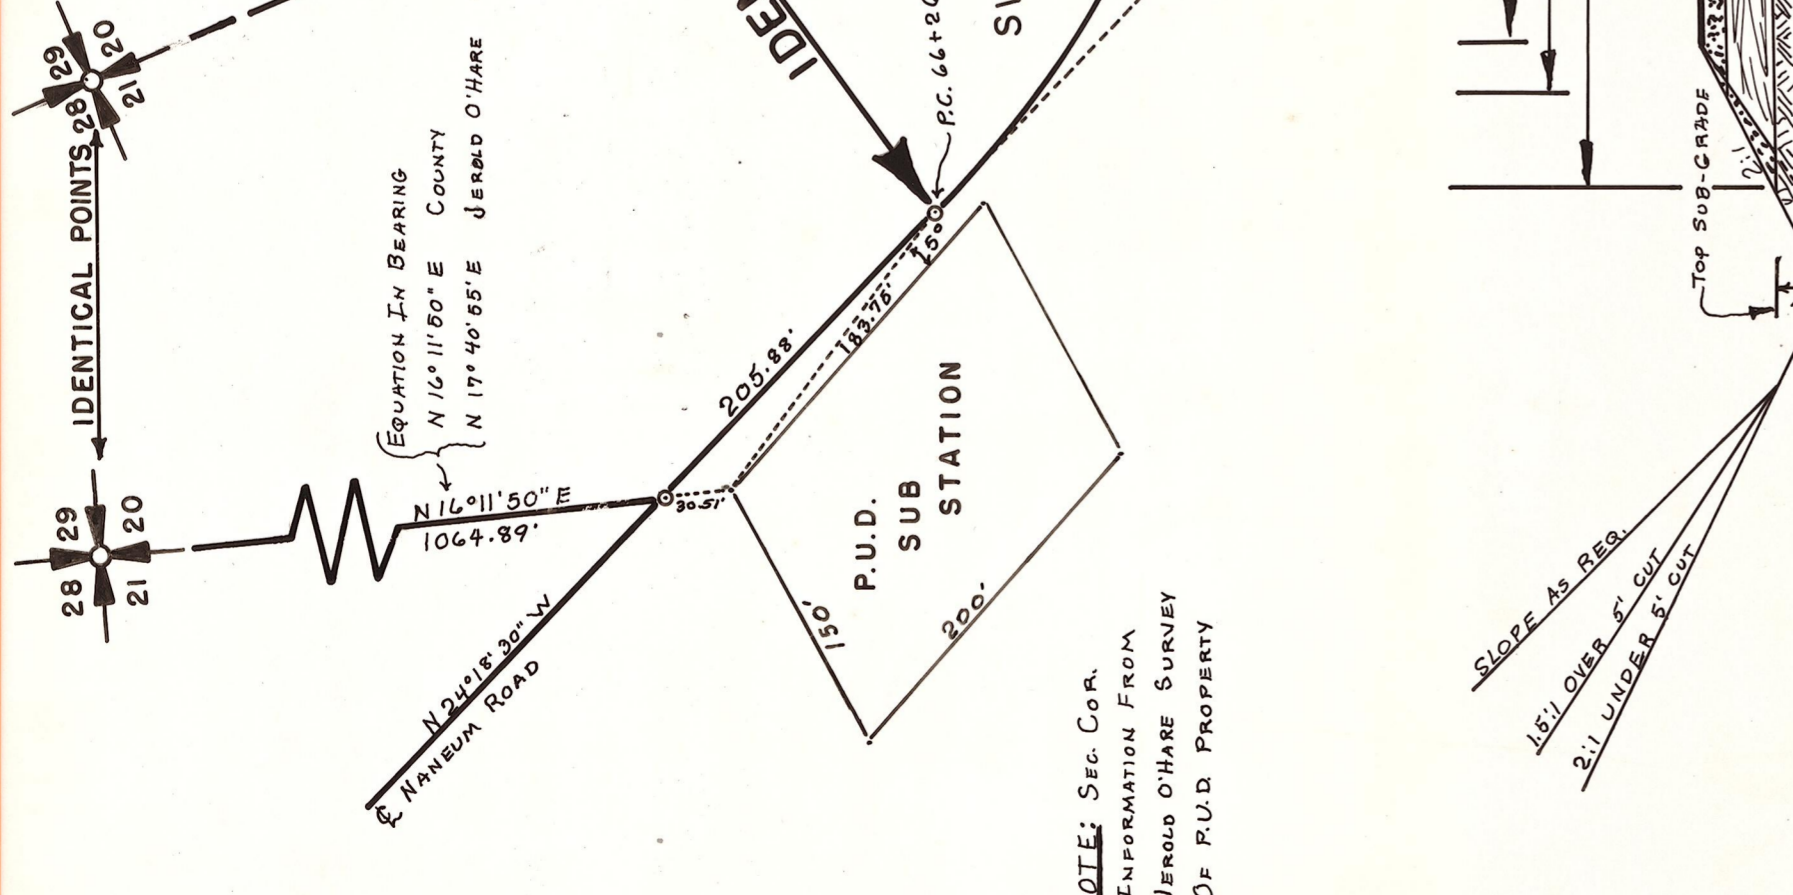 29 20
28 21
IDENTICAL POINTS
29 20
28 21
EQUATION IN BEARING
N 16° 11' 50" E COUNTY
N 17° 40' 55' E JEROLD O'HARE
N 16° 11' 50" E
1064.89'
30.51'
205.88'
183.75'
P.C. 66+20
P.U.D.
SUB
STATION
150'
200'
N 24° 18' 30" W
℄ NANEUM ROAD
NOTE: SEC. COR.
INFORMATION FROM
JEROLD O'HARE SURVEY
OF P.U.D. PROPERTY
TOP SUB-GRADE
2:1
SLOPE AS REQ.
1.5:1 OVER 5' CUT
2:1 UNDER 5' CUT